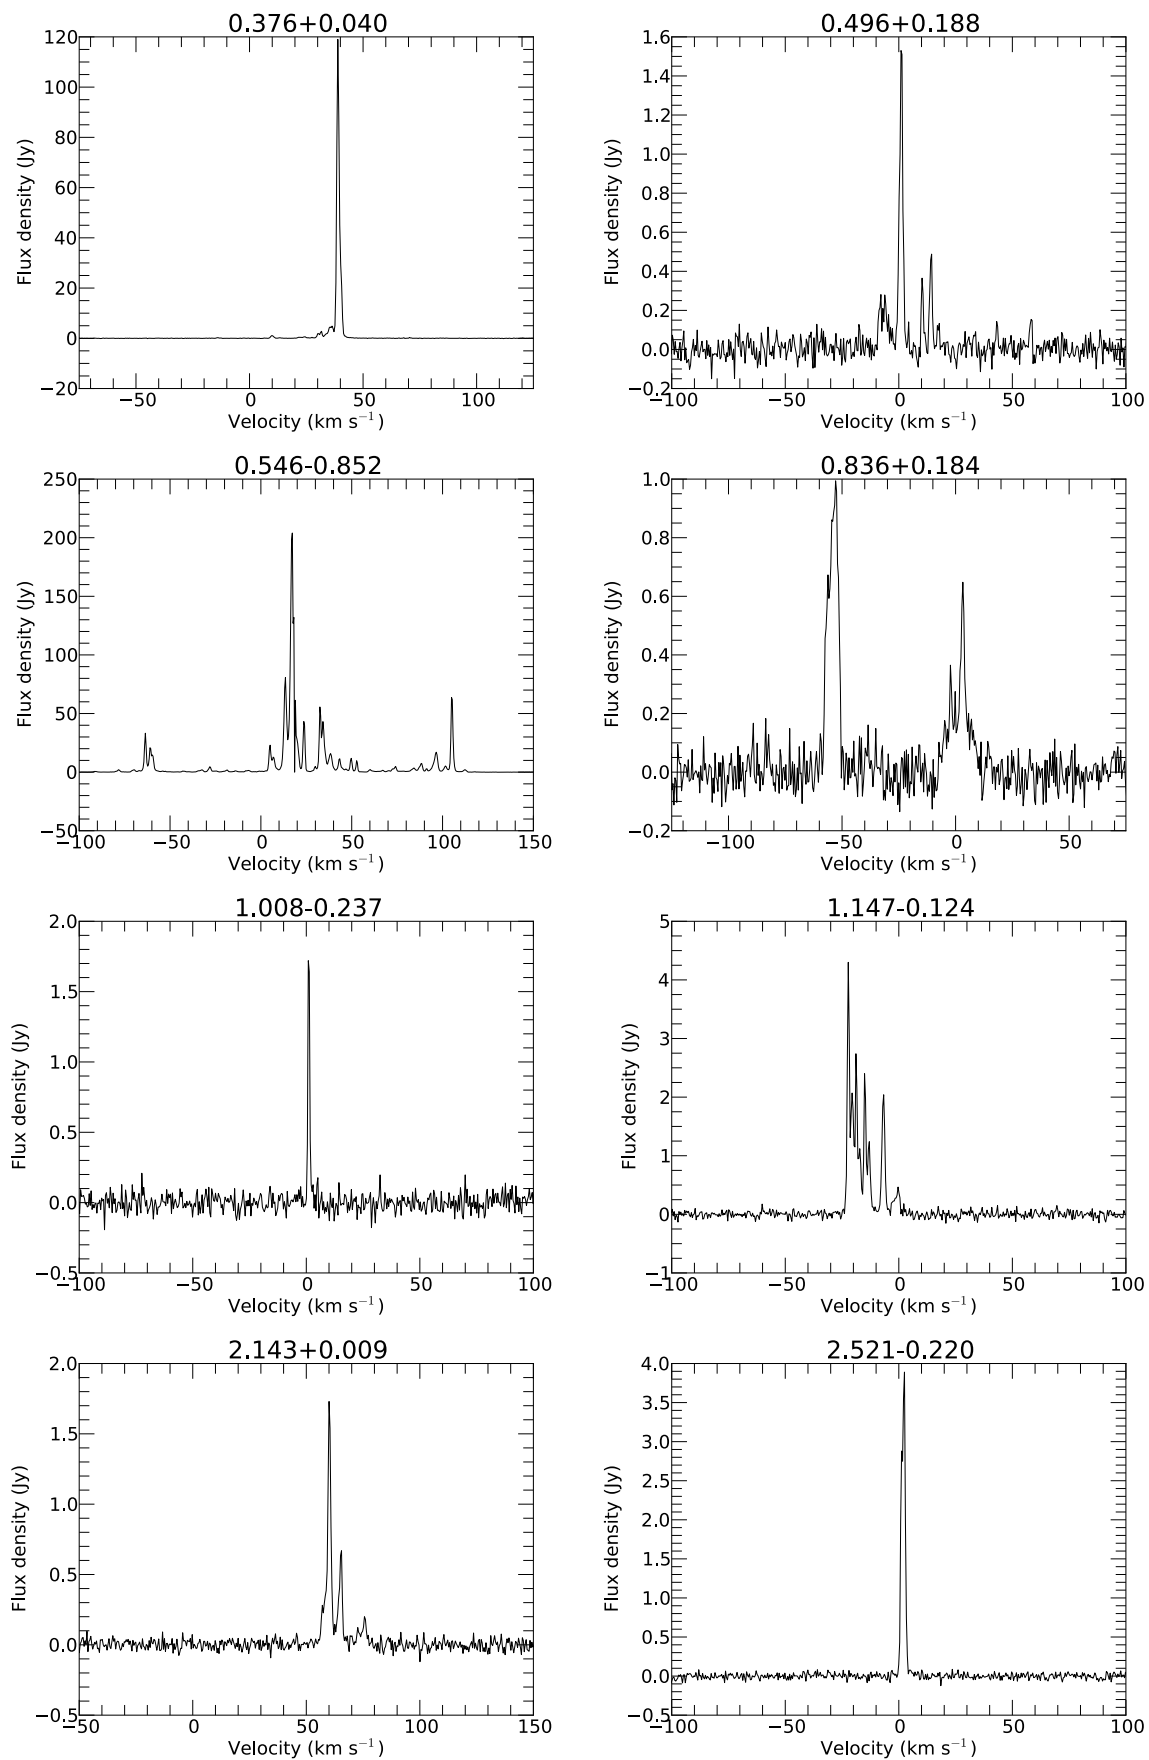 0.376+0.040
120
100
80
60
40
20
0
−20
−50 0 50 100
Flux density (Jy)
Velocity (km s⁻¹)
0.496+0.188
1.6
1.4
1.2
1.0
0.8
0.6
0.4
0.2
0.0
−0.2
−100 −50 0 50 100
Flux density (Jy)
Velocity (km s⁻¹)
0.546-0.852
250
200
150
100
50
0
−50
−100 −50 0 50 100 150
Flux density (Jy)
Velocity (km s⁻¹)
0.836+0.184
1.0
0.8
0.6
0.4
0.2
0.0
−0.2
−100 −50 0 50
Flux density (Jy)
Velocity (km s⁻¹)
1.008-0.237
2.0
1.5
1.0
0.5
0.0
−0.5
−100 −50 0 50 100
Flux density (Jy)
Velocity (km s⁻¹)
1.147-0.124
5
4
3
2
1
0
−1
−100 −50 0 50 100
Flux density (Jy)
Velocity (km s⁻¹)
2.143+0.009
2.0
1.5
1.0
0.5
0.0
−0.5
−50 0 50 100 150
Flux density (Jy)
Velocity (km s⁻¹)
2.521-0.220
4.0
3.5
3.0
2.5
2.0
1.5
1.0
0.5
0.0
−0.5
−100 −50 0 50 100
Flux density (Jy)
Velocity (km s⁻¹)